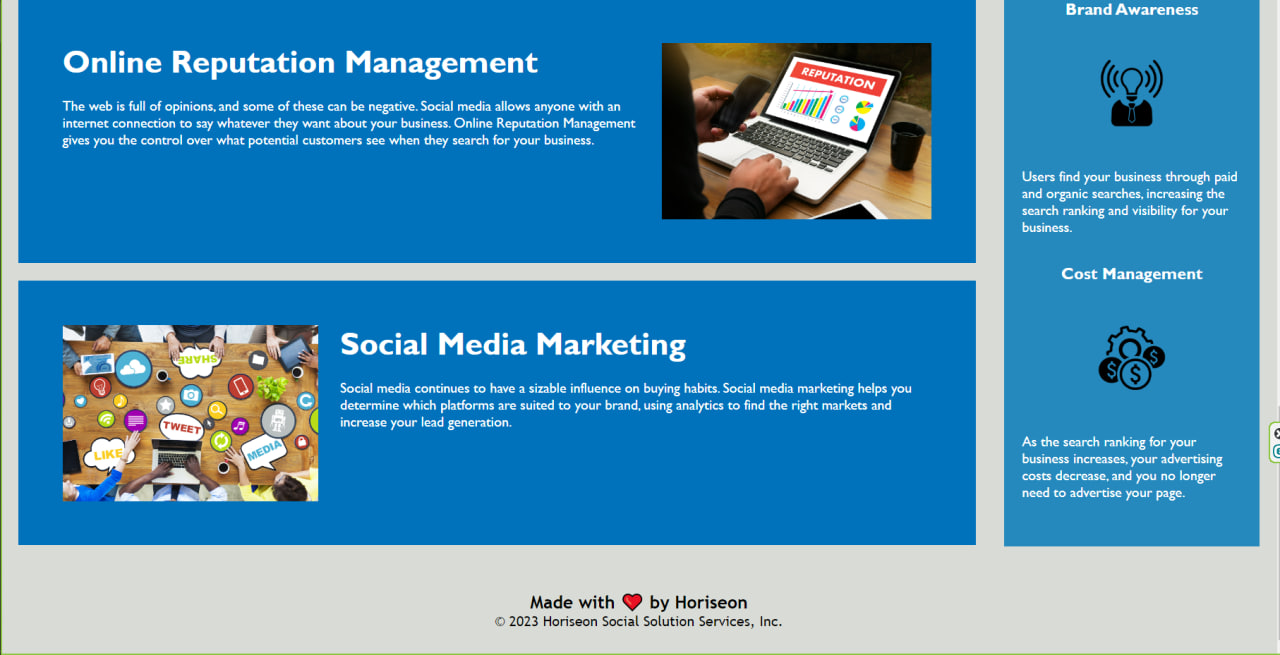 Online Reputation Management
The web is full of opinions, and some of these can be negative. Social media allows anyone with an
internet connection to say whatever they want about your business. Online Reputation Management
gives you the control over what potential customers see when they search for your business.
REPUTATION
SHARE
TWEET
LIKE
MEDIA
Social Media Marketing
Social media continues to have a sizable influence on buying habits. Social media marketing helps you
determine which platforms are suited to your brand, using analytics to find the right markets and
increase your lead generation.
Brand Awareness
Users find your business through paid
and organic searches, increasing the
search ranking and visibility for your
business.
Cost Management
$
$
$
As the search ranking for your
business increases, your advertising
costs decrease, and you no longer
need to advertise your page.
Made with ❤️ by Horiseon
© 2023 Horiseon Social Solution Services, Inc.